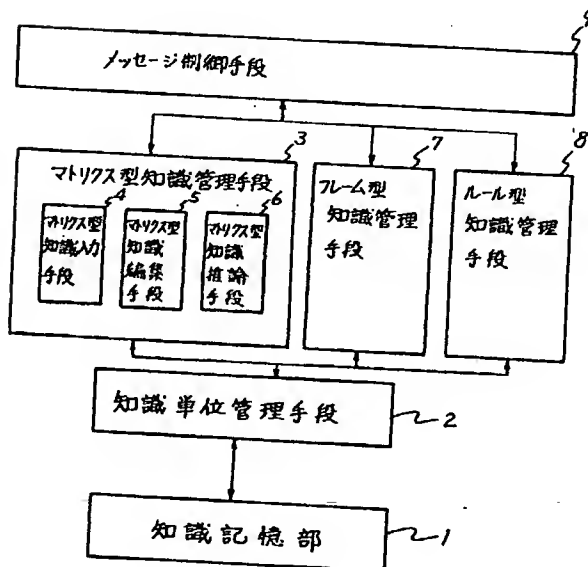 9
メッセージ制御手段
3
7
8
マトリクス型知識管理手段
4
5
6
マトリクス型
知識入力
手段
マトリクス型
知識
編集
手段
マトリクス型
知識
推論
手段
フレーム型
知識管理
手段
ルール型
知識管理
手段
知識単位管理手段
2
知識記憶部
1